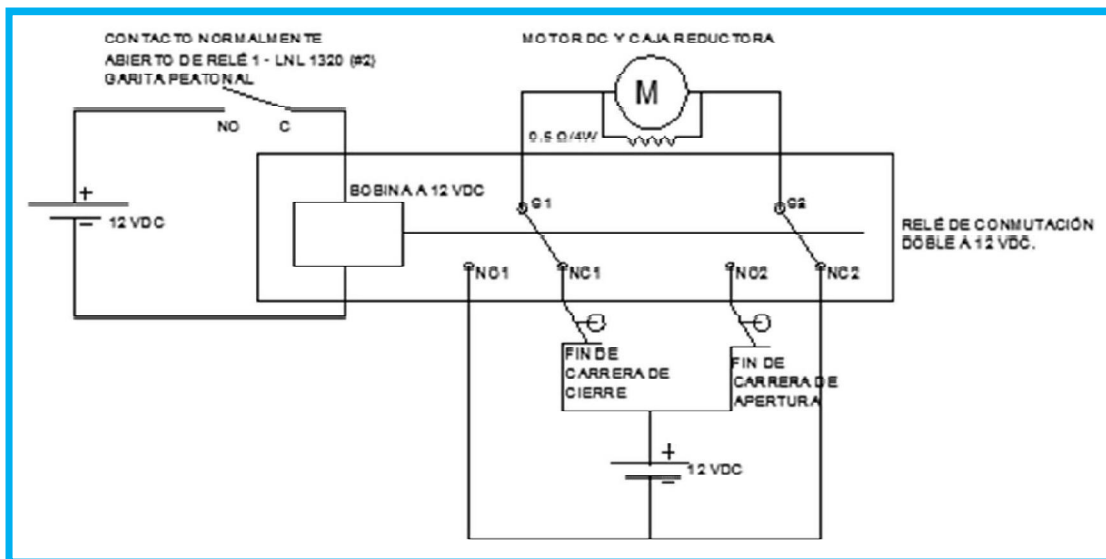 CONTACTO NORMALMENTE
ABIERTO DE RELÉ 1 - LNL 1320 (#2)
GARITA PEATONAL
NO C
+
12 VDC
MOTOR DC Y CAJA REDUCTORA
M
0.5 Ω/4W
BOBINA A 12 VDC
C1
C2
RELÉ DE CONMUTACIÓN
DOBLE A 12 VDC.
NO1
NC1
NO2
NC2
FIN DE
CARRERA DE
CIERRE
FIN DE
CARRERA DE
APERTURA
+
12 VDC